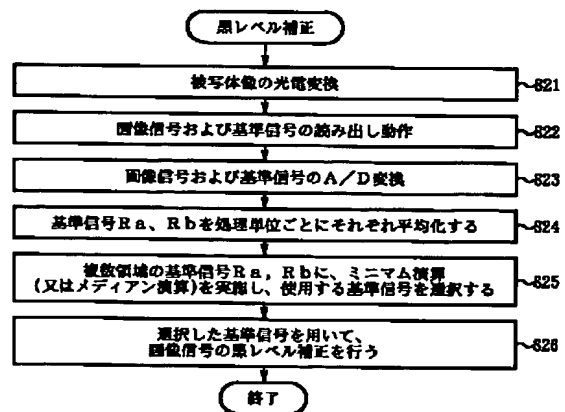 黒レベル補正
被写体像の光電変換
S21
画像信号および基準信号の読み出し動作
S22
画像信号および基準信号のA/D変換
S23
基準信号Ra、Rbを処理単位ごとにそれぞれ平均化する
S24
複数領域の基準信号Ra,Rbに、ミニマム演算
(又はメディアン演算)を実施し、使用する基準信号を選択する
S25
選択した基準信号を用いて、
画像信号の黒レベル補正を行う
S26
終了